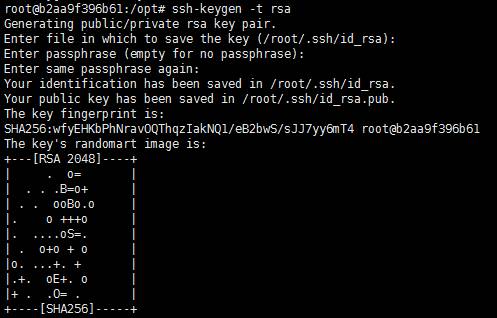 root@b2aa9f396b61:/opt# ssh-keygen -t rsa
Generating public/private rsa key pair.
Enter file in which to save the key (/root/.ssh/id_rsa):
Enter passphrase (empty for no passphrase):
Enter same passphrase again:
Your identification has been saved in /root/.ssh/id_rsa.
Your public key has been saved in /root/.ssh/id_rsa.pub.
The key fingerprint is:
SHA256:wfyEHKbPhNravOQThqzIakNQ1/eB2bwS/sJJ7yy6mT4 root@b2aa9f396b61
The key's randomart image is:
+---[RSA 2048]----+
|     .  o=       |
|  . . .B=o+      |
| . .  ooBo.o     |
|.    o +++o      |
|.  ....oS=.      |
| .  o+o + o      |
|o. ...+. +       |
|.+.  oE+. o      |
|+ .  .O= .       |
+----[SHA256]-----+